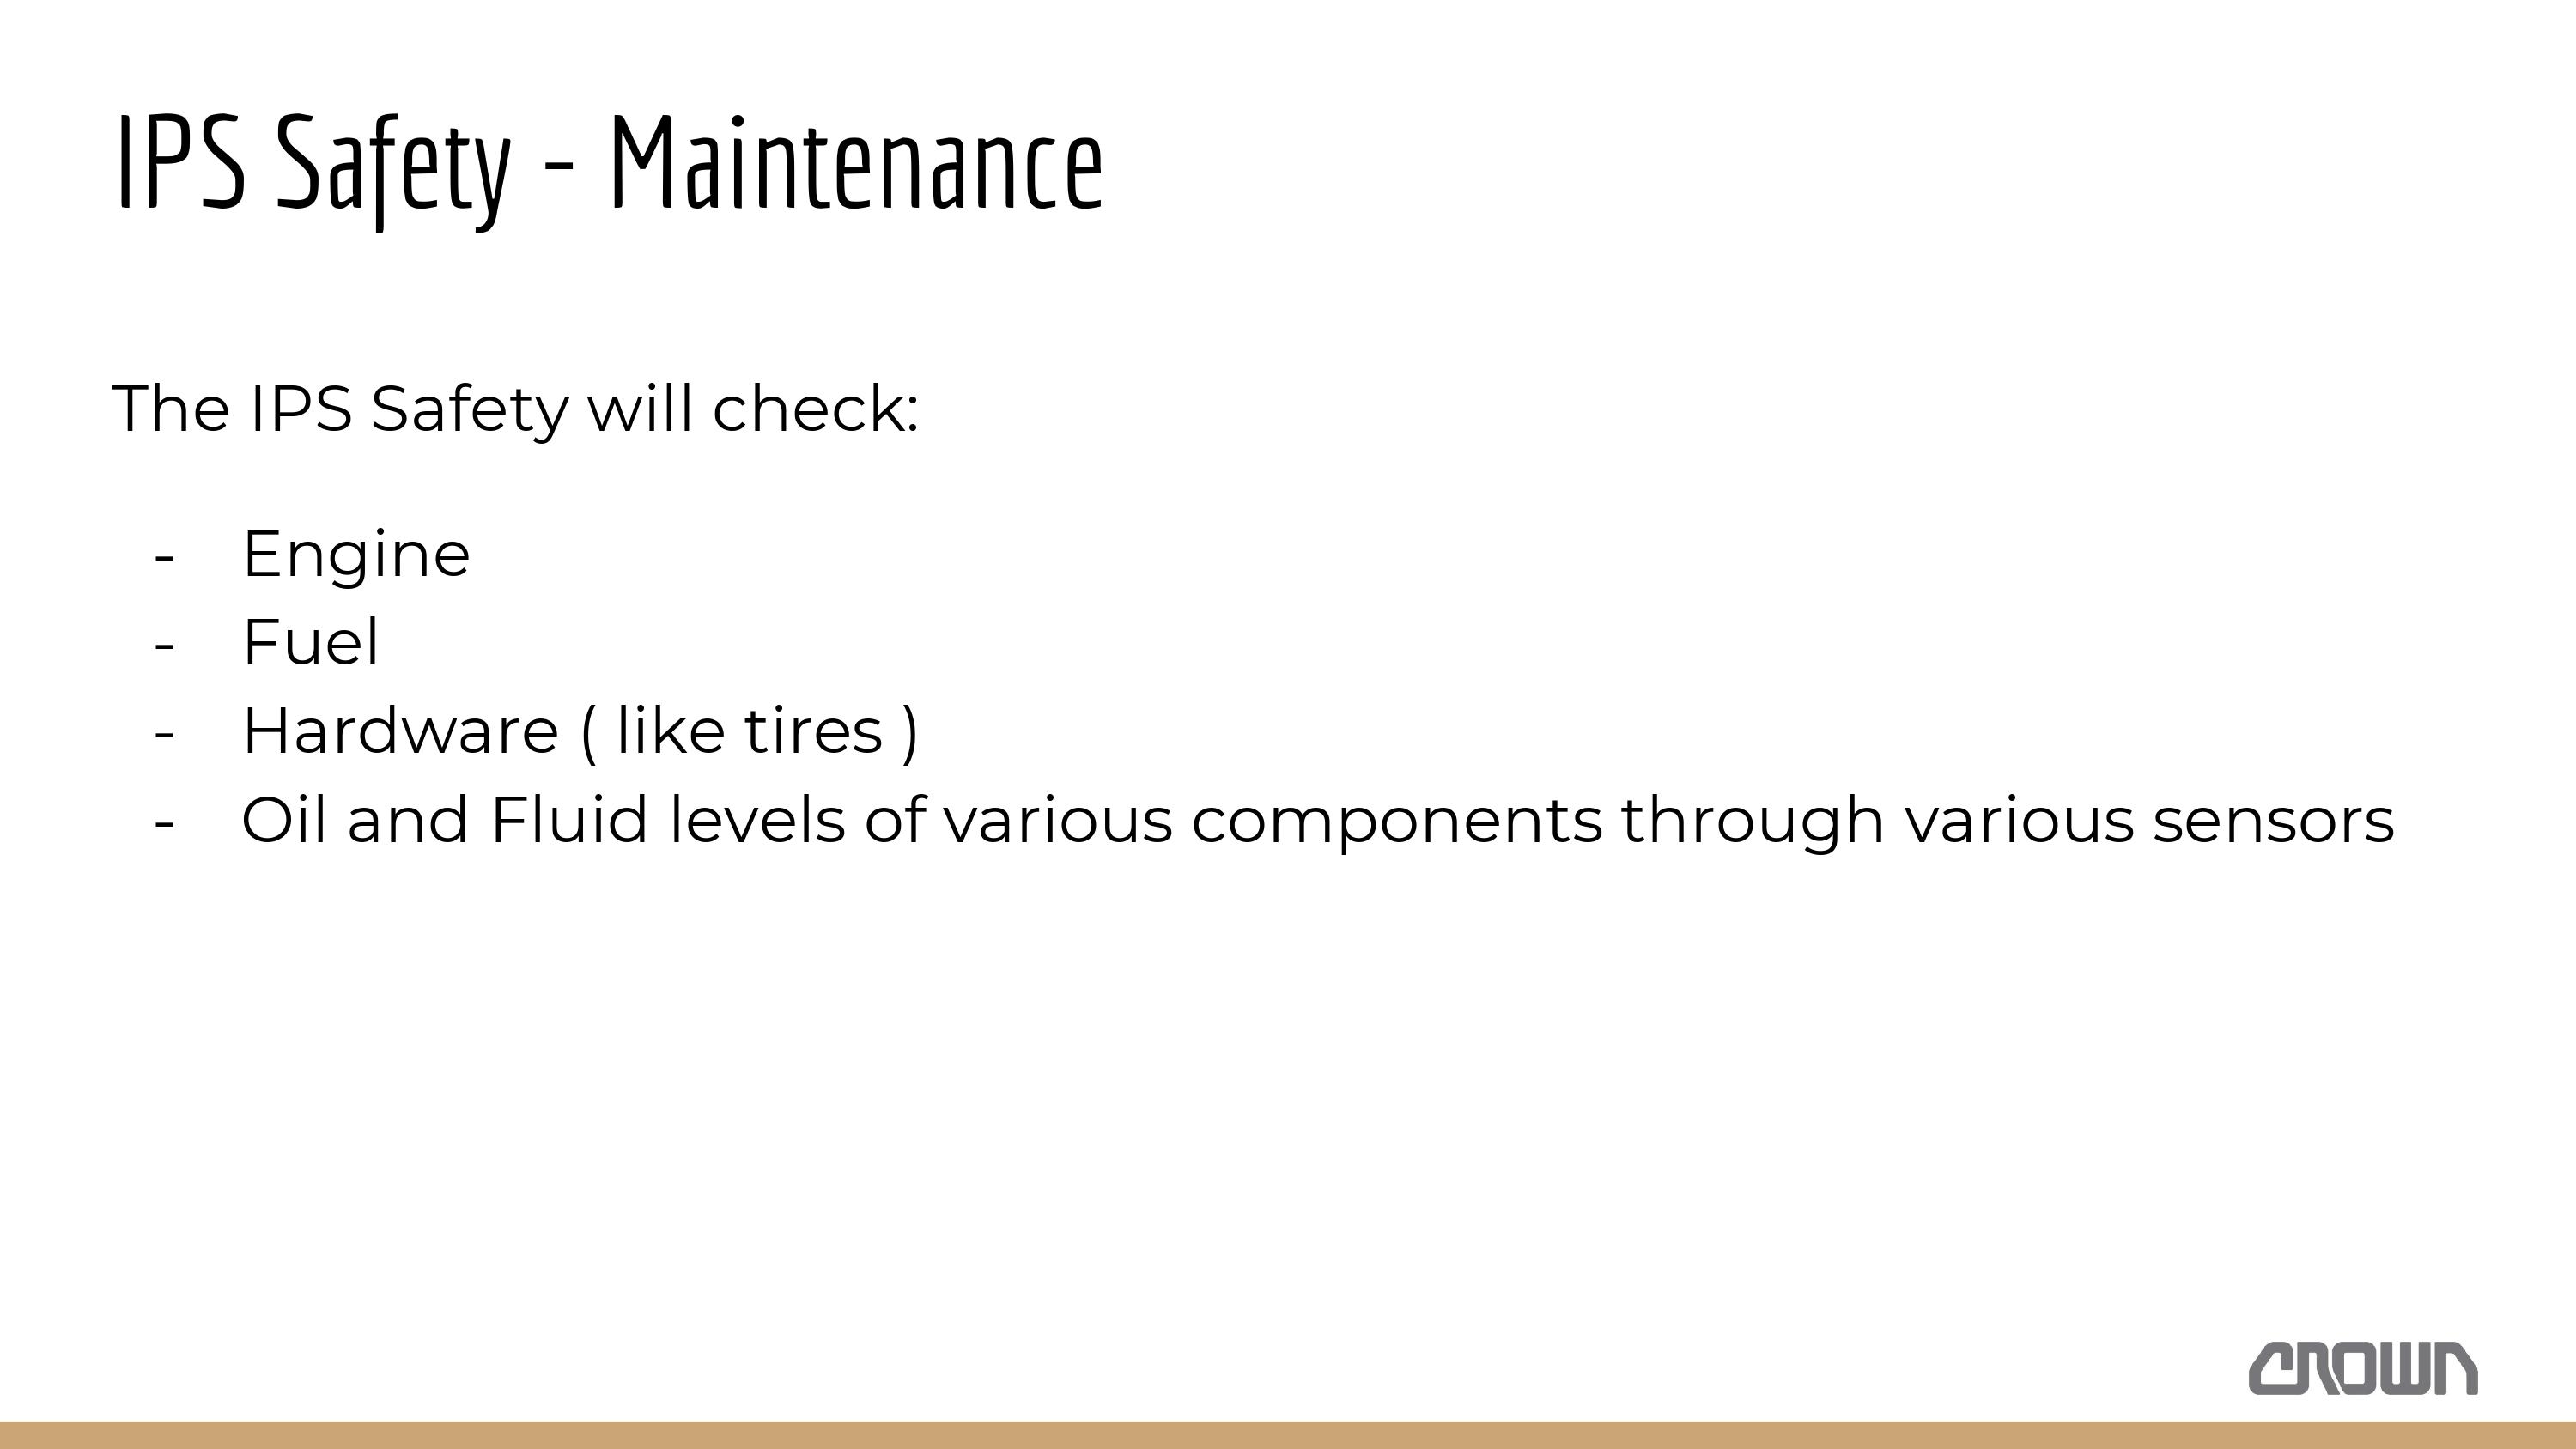 IPS Safety - Maintenance
The IPS Safety will check:
- Engine
- Fuel
- Hardware ( like tires )
- Oil and Fluid levels of various components through various sensors
CROWN